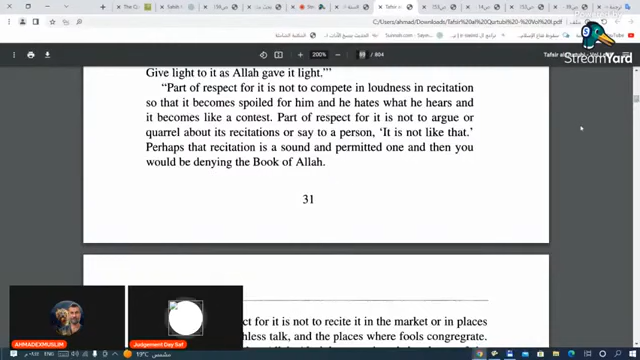 C:/Users/ahmad/Downloads/Tafsir%20al%20Qurtubi%20-%20Vol
200%
/ 804
StreamYard
Give light to it as Allah gave it light."'
"Part of respect for it is not to compete in loudness in recitation
so that it becomes spoiled for him and he hates what he hears and
it becomes like a contest. Part of respect for it is not to argue or
quarrel about its recitations or say to a person, 'It is not like that.'
Perhaps that recitation is a sound and permitted one and then you
would be denying the Book of Allah.
31
ct for it is not to recite it in the market or in places
hless talk, and the places where fools congregate.
AHMADEXMUSLIM
Judgement Day Saf
19°C مشمس